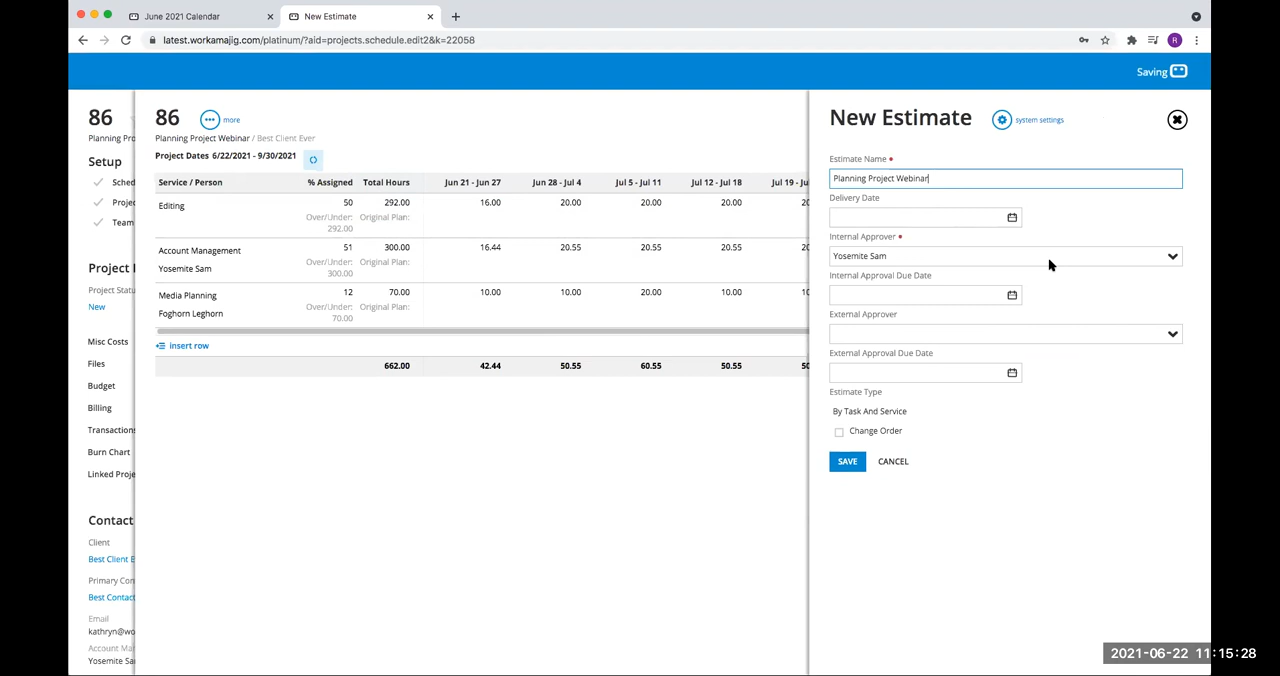 June 2021 Calendar
New Estimate
latest.workamajig.com/platinum/?aid=projects.schedule.edit2&k=22058
R
Saving
86
Planning Pro
Setup
Sched
Projec
Team
Project I
Project Statu
New
Misc Costs
Files
Budget
Billing
Transactions
Burn Chart
Linked Proje
Contact
Client
Best Client E
Primary Con
Best Contact
Email
kathryn@wo
Account Ma
Yosemite Sa
86 more
Planning Project Webinar / Best Client Ever
Project Dates 6/22/2021 - 9/30/2021
Service / Person % Assigned Total Hours Jun 21 - Jun 27 Jun 28 - Jul 4 Jul 5 - Jul 11 Jul 12 - Jul 18 Jul 19 - Ju
Editing 50 292.00 16.00 20.00 20.00 20.00 20
Over/Under: Original Plan:
292.00
Account Management 51 300.00 16.44 20.55 20.55 20.55 20
Yosemite Sam Over/Under: Original Plan:
300.00
Media Planning 12 70.00 10.00 10.00 20.00 10.00 10
Foghorn Leghorn Over/Under: Original Plan:
70.00
insert row
662.00 42.44 50.55 60.55 50.55 50
New Estimate system settings
Estimate Name
Planning Project Webinar
Delivery Date
Internal Approver
Yosemite Sam
Internal Approval Due Date
External Approver
External Approval Due Date
Estimate Type
By Task And Service
Change Order
SAVE CANCEL
2021-06-22 11:15:28